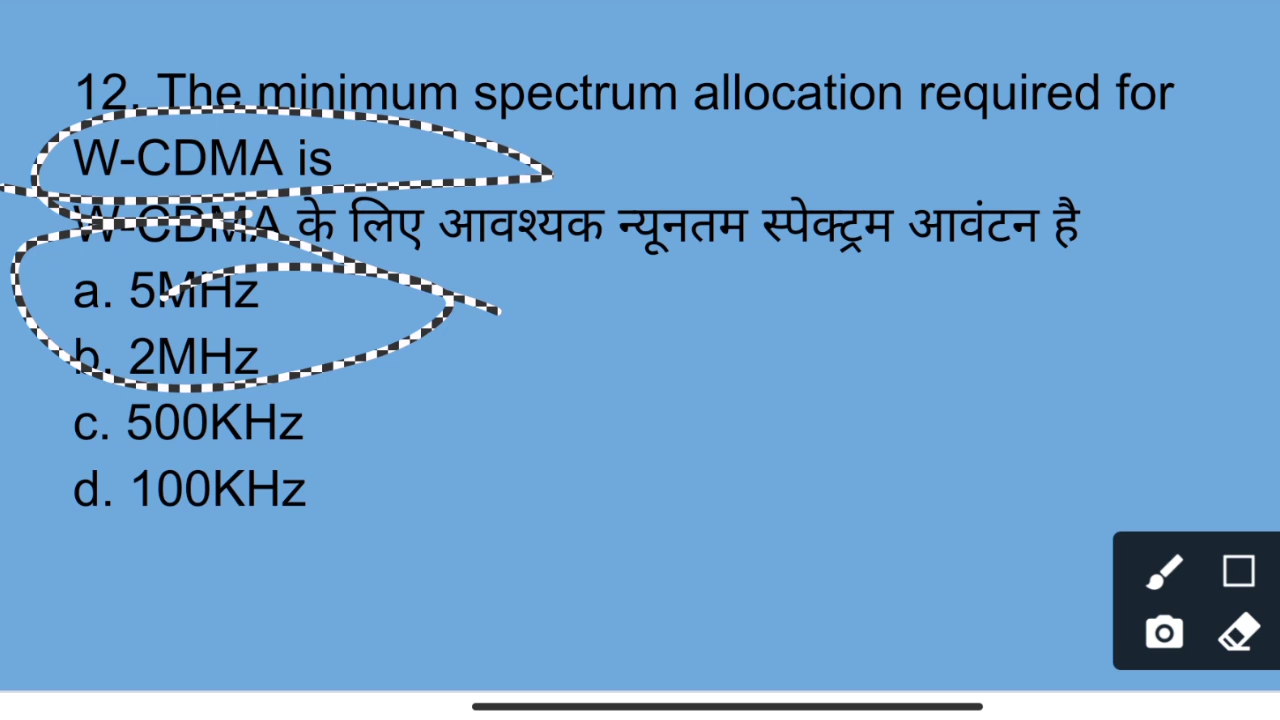 12. The minimum spectrum allocation required for
W-CDMA is
W-CDMA के लिए आवश्यक न्यूनतम स्पेक्ट्रम आवंटन है
a. 5MHz
b. 2MHz
c. 500KHz
d. 100KHz